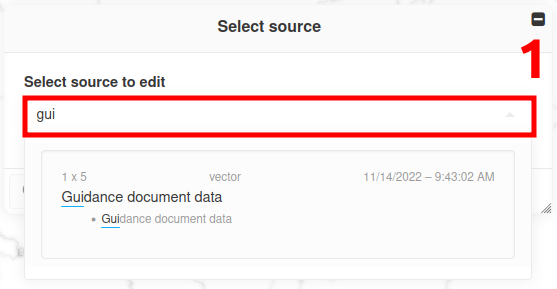 Select source
1
Select source to edit
gui
1 x 5 vector 11/14/2022 – 9:43:02 AM
Guidance document data
Guidance document data